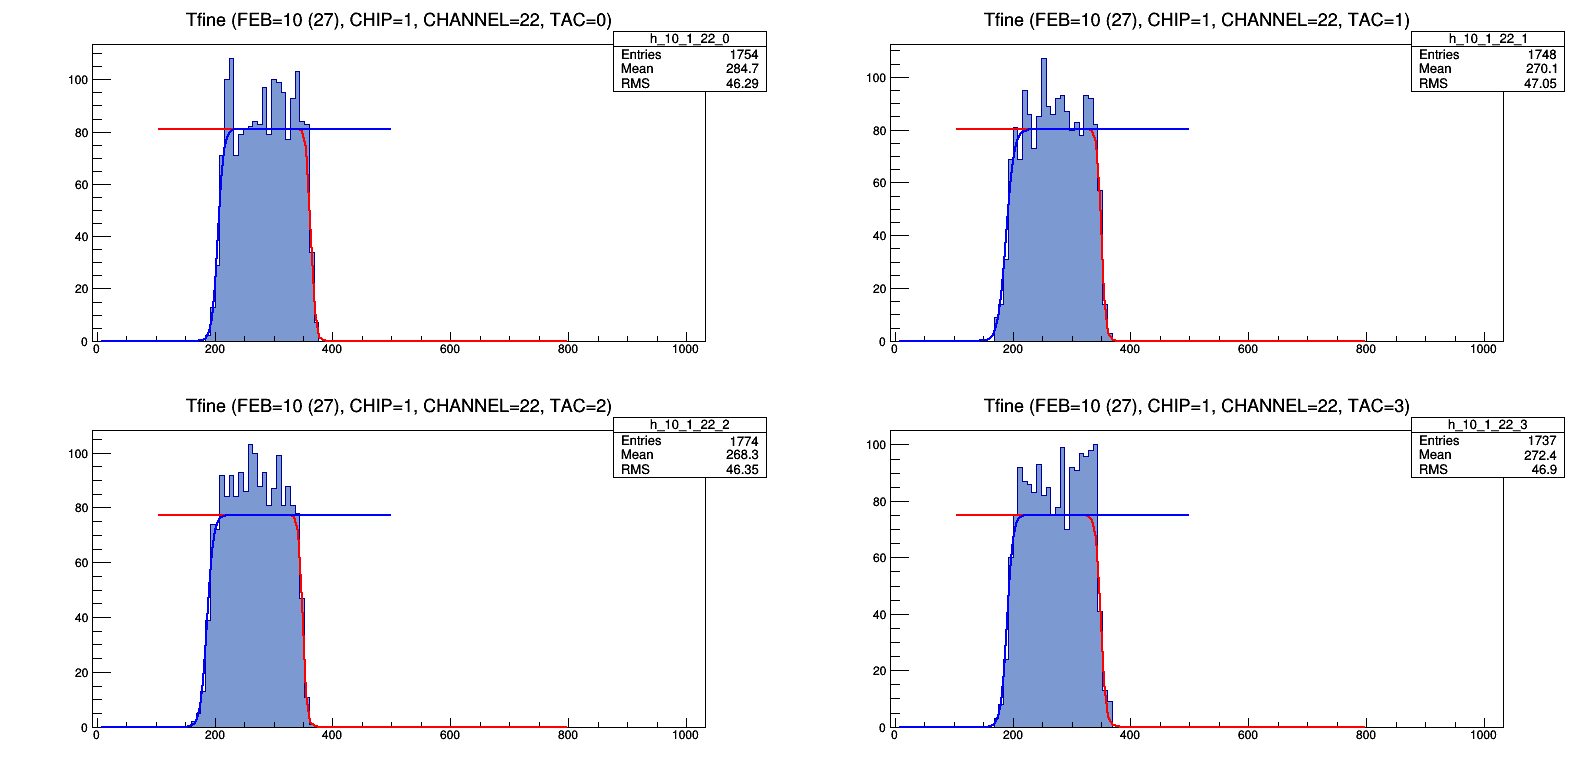 Tfine (FEB=10 (27), CHIP=1, CHANNEL=22, TAC=0)
h_10_1_22_0
Entries 1754
Mean 284.7
RMS 46.29
100
80
60
40
20
0
0 200 400 600 800 1000
Tfine (FEB=10 (27), CHIP=1, CHANNEL=22, TAC=1)
h_10_1_22_1
Entries 1748
Mean 270.1
RMS 47.05
100
80
60
40
20
0
0 200 400 600 800 1000
Tfine (FEB=10 (27), CHIP=1, CHANNEL=22, TAC=2)
h_10_1_22_2
Entries 1774
Mean 268.3
RMS 46.35
100
80
60
40
20
0
0 200 400 600 800 1000
Tfine (FEB=10 (27), CHIP=1, CHANNEL=22, TAC=3)
h_10_1_22_3
Entries 1737
Mean 272.4
RMS 46.9
100
80
60
40
20
0
0 200 400 600 800 1000